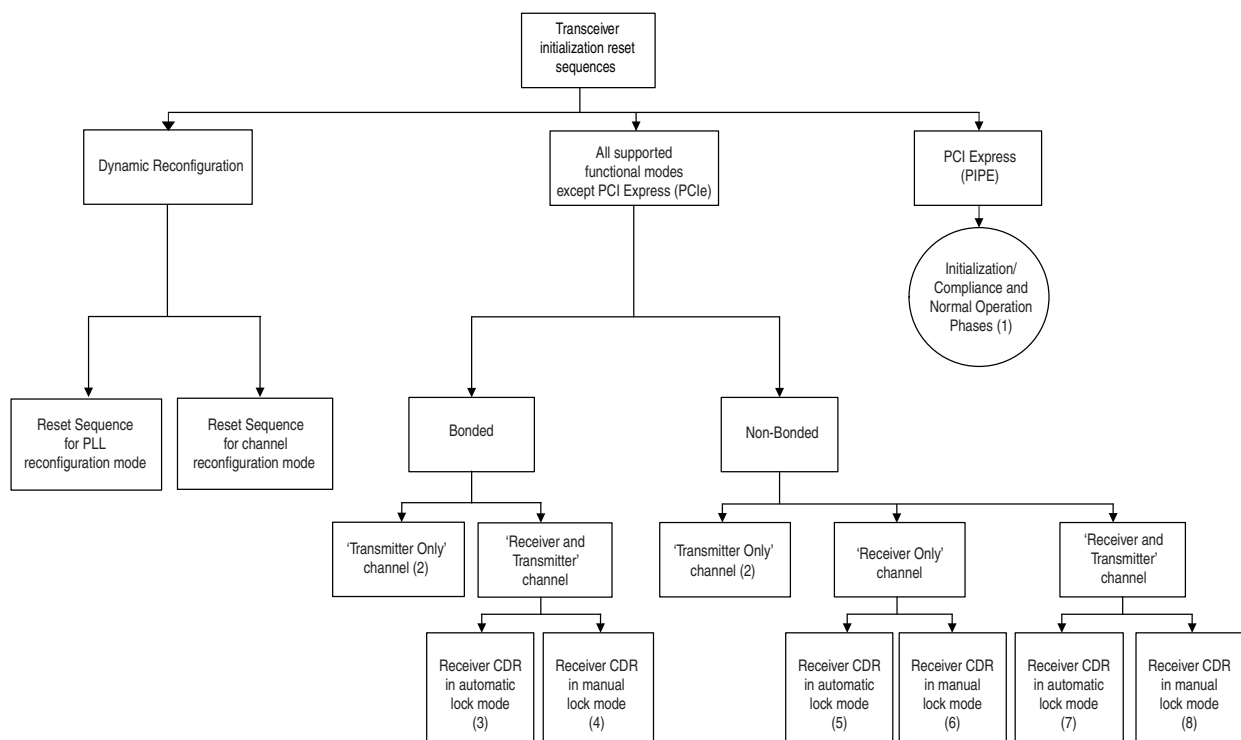 Transceiver
initialization reset
sequences
Dynamic Reconfiguration
All supported
functional modes
except PCI Express (PCIe)
PCI Express
(PIPE)
Initialization/
Compliance and
Normal Operation
Phases (1)
Reset Sequence
for PLL
reconfiguration mode
Reset Sequence
for channel
reconfiguration mode
Bonded
Non-Bonded
‘Transmitter Only’
channel (2)
‘Receiver and
Transmitter’
channel
‘Transmitter Only’
channel (2)
‘Receiver Only’
channel
‘Receiver and
Transmitter’
channel
Receiver CDR
in automatic
lock mode
(3)
Receiver CDR
in manual
lock mode
(4)
Receiver CDR
in automatic
lock mode
(5)
Receiver CDR
in manual
lock mode
(6)
Receiver CDR
in automatic
lock mode
(7)
Receiver CDR
in manual
lock mode
(8)